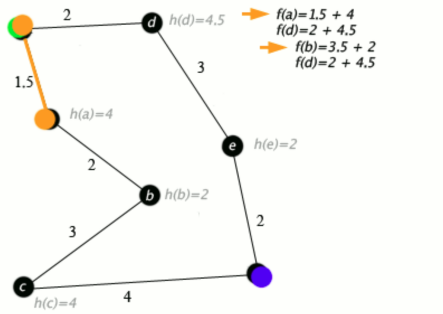 2
d
h(d)=4.5
f(a)=1.5 + 4
f(d)=2 + 4.5
f(b)=3.5 + 2
f(d)=2 + 4.5
1.5
3
h(a)=4
2
e
h(e)=2
b
h(b)=2
3
2
c
h(c)=4
4